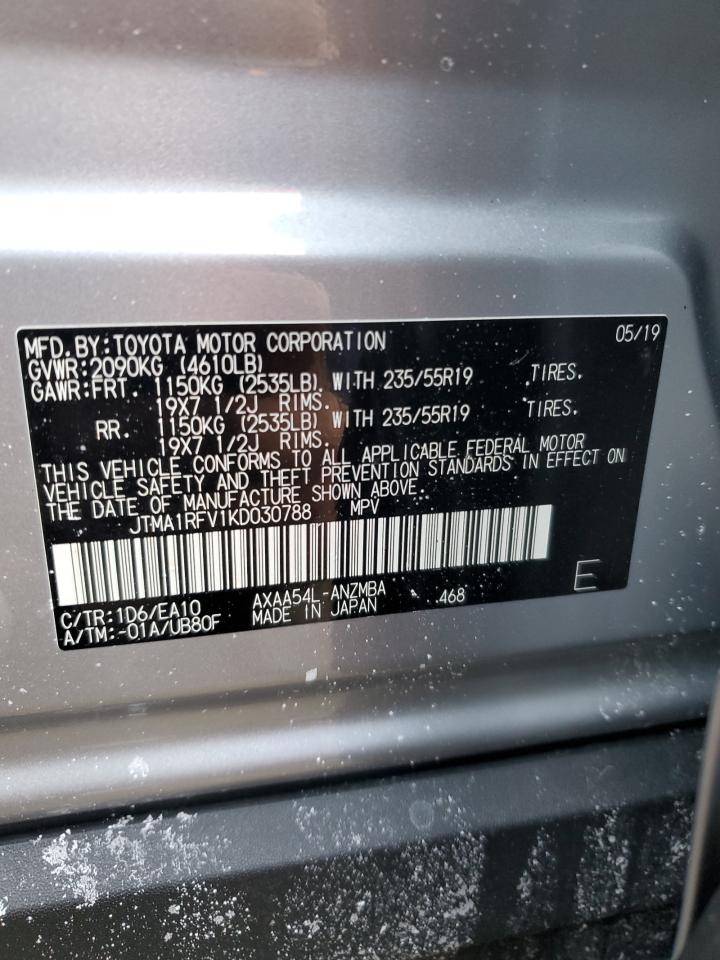 MFD.BY:TOYOTA MOTOR CORPORATION 05/19
GVWR:2090KG (4610LB)
GAWR:FRT. 1150KG (2535LB) WITH 235/55R19 TIRES.
19X7 1/2J RIMS.
RR. 1150KG (2535LB) WITH 235/55R19 TIRES.
19X7 1/2J RIMS.
THIS VEHICLE CONFORMS TO ALL APPLICABLE FEDERAL MOTOR
VEHICLE SAFETY AND THEFT PREVENTION STANDARDS IN EFFECT ON
THE DATE OF MANUFACTURE SHOWN ABOVE.
JTMA1RFV1KD030788 MPV
C/TR:1D6/EA10 AXAA54L-ANZMBA 468 E
A/TM:-01A/UB80F MADE IN JAPAN